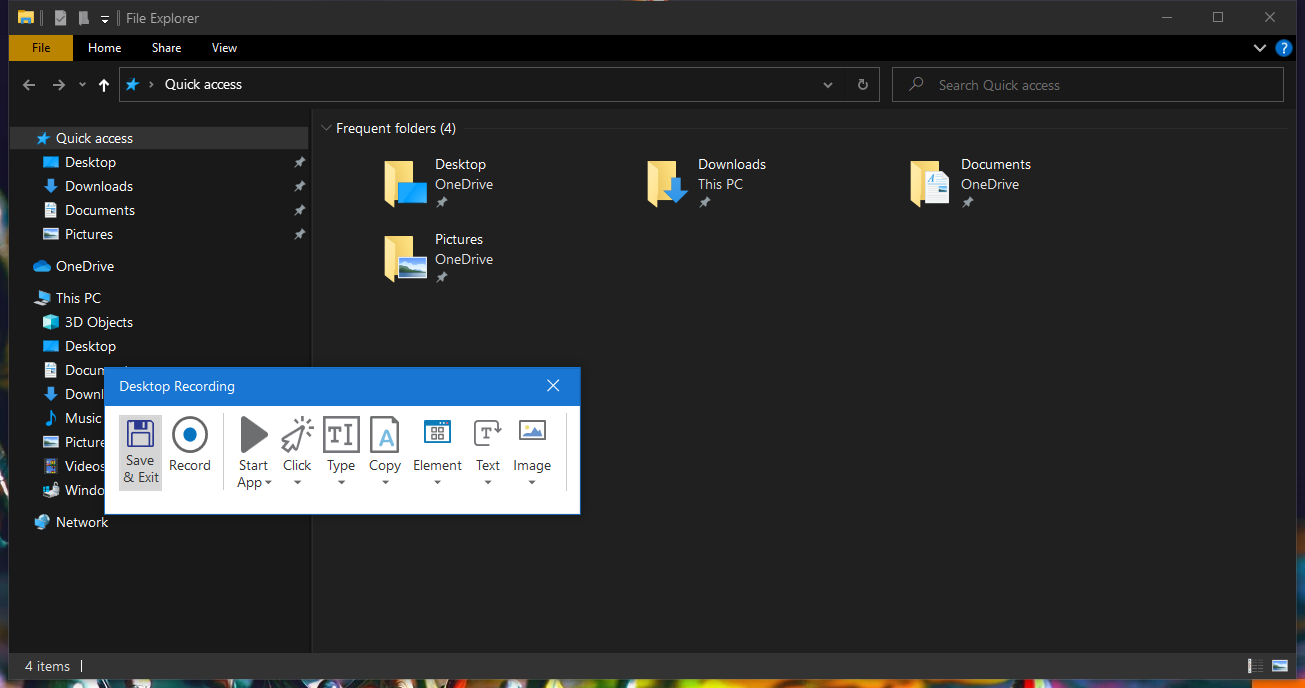 File Explorer
File Home Share View
Quick access
Search Quick access
Quick access
Desktop
Downloads
Documents
Pictures
OneDrive
This PC
3D Objects
Desktop
Docum
Downl
Music
Picture
Videos
Windo
Network
Frequent folders (4)
Desktop
OneDrive
Downloads
This PC
Documents
OneDrive
Pictures
OneDrive
Desktop Recording
Save
& Exit
Record
Start
App
Click
Type
Copy
Element
Text
Image
4 items